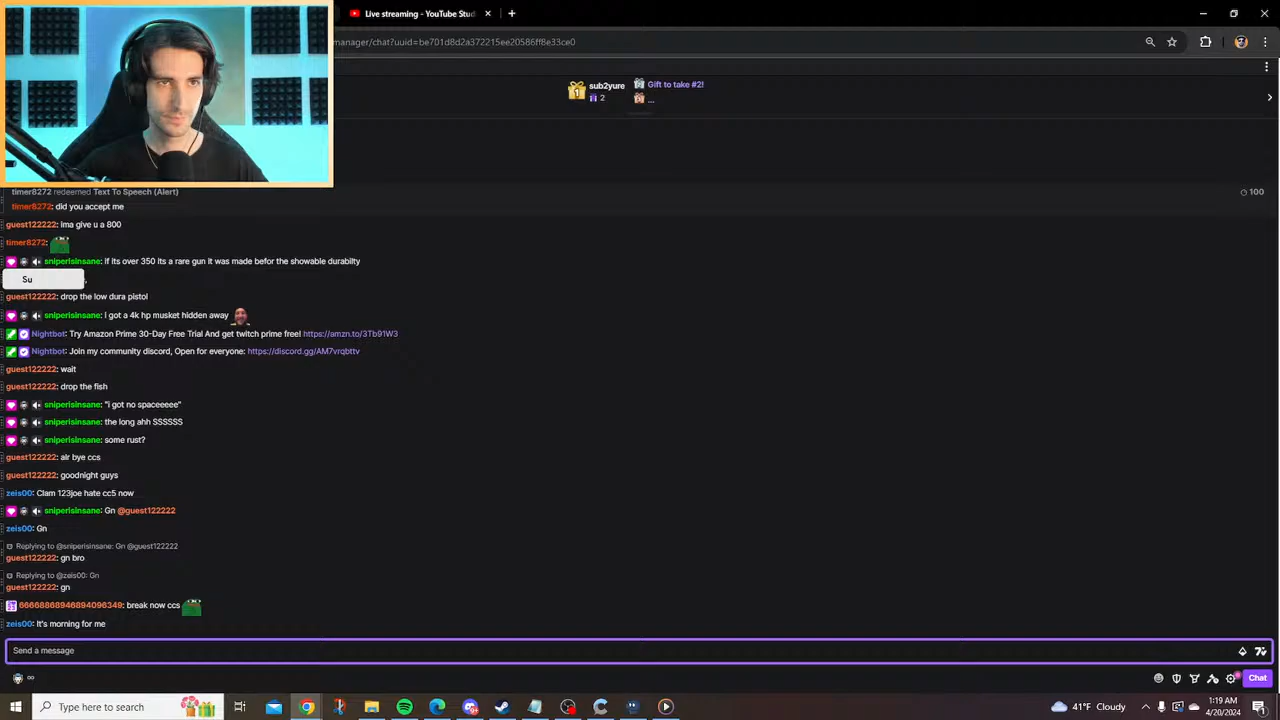 Live streaming - YouTube Stud
manager/chat?uuid=be701cd8d2e372215ee20586ff8e33ce0
sub2yure
2
Gift to take #2!
...
timer8272 redeemed Text To Speech (Alert)
100
timer8272: did you accept me
guest122222: ima give u a 800
timer8272:
sniperisinsane: if its over 350 its a rare gun it was made befor the showable durabilty
Su
guest122222: drop the low dura pistol
sniperisinsane: i got a 4k hp musket hidden away
Nightbot: Try Amazon Prime 30-Day Free Trial And get twitch prime free! https://amzn.to/3Tb91W3
Nightbot: Join my community discord, Open for everyone: https://discord.gg/AM7vrqbttv
guest122222: wait
guest122222: drop the fish
sniperisinsane: "i got no spaceeeee"
sniperisinsane: the long ahh SSSSSS
sniperisinsane: some rust?
guest122222: alr bye ccs
guest122222: goodnight guys
zeis00: Clam 123joe hate cc5 now
sniperisinsane: Gn @guest122222
zeis00: Gn
Replying to @sniperisinsane: Gn @guest122222
guest122222: gn bro
Replying to @zeis00: Gn
guest122222: gn
66668868946894096349: break now ccs
zeis00: It's morning for me
Send a message
Chat
Type here to search
Cloudy
1:19 AM
4/20/2024